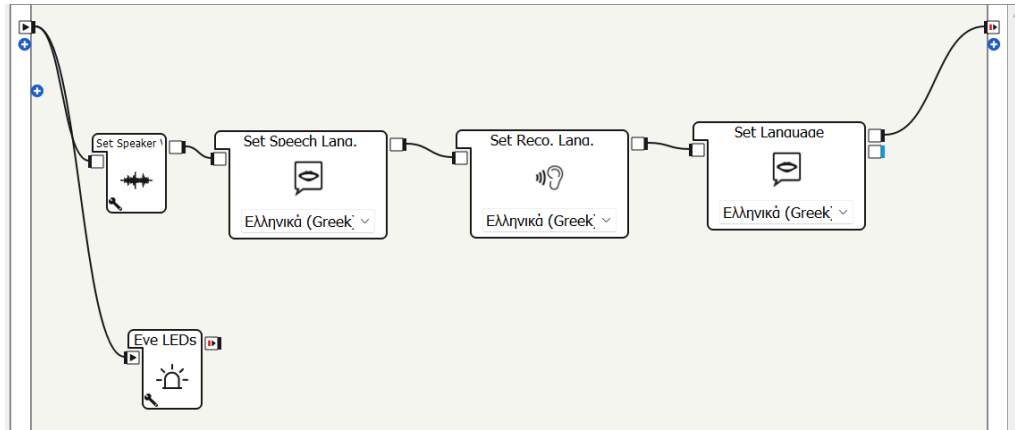 Set Speaker
Set Speech Lang.
Ελληνικά (Greek)
Set Reco. Lang.
Ελληνικά (Greek)
Set Language
Ελληνικά (Greek)
Eye LEDs